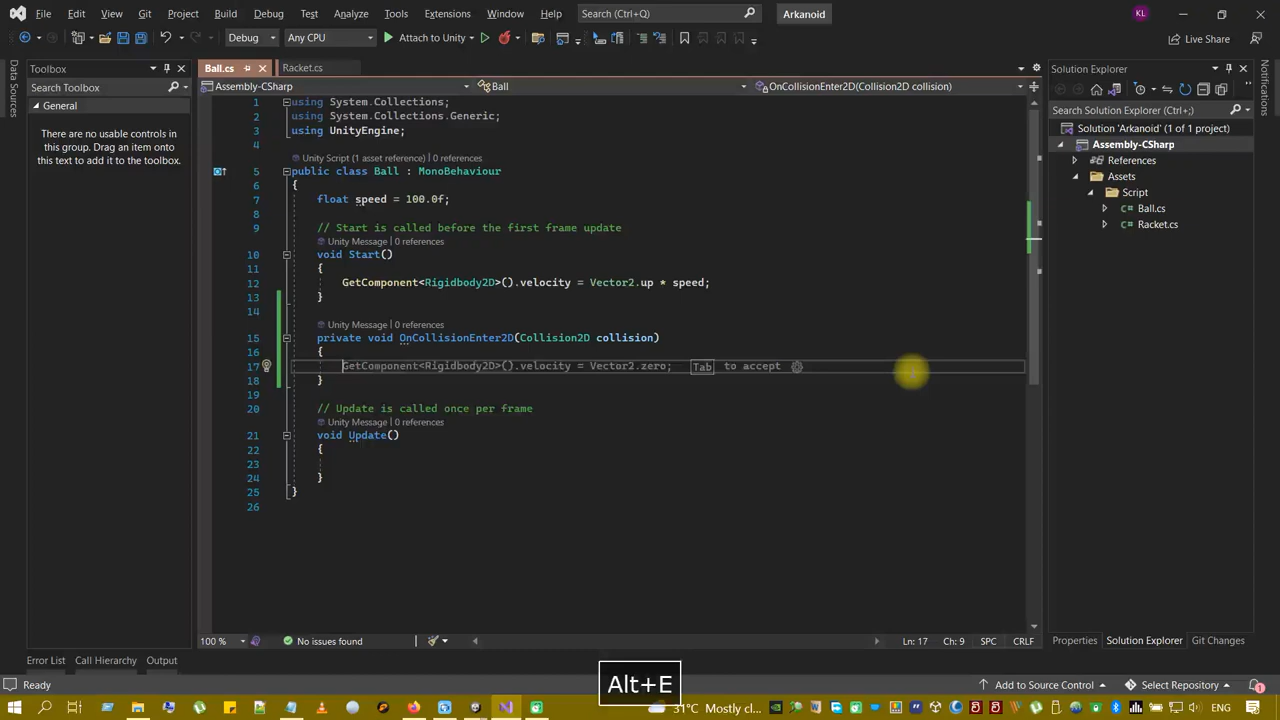 File Edit View Git Project Build Debug Test Analyze Tools Extensions Window Help Search (Ctrl+Q) Arkanoid KL
Debug Any CPU Attach to Unity Live Share
Data Sources
Toolbox
Search Toolbox
General
There are no usable controls in
this group. Drag an item onto
this text to add it to the toolbox.
Ball.cs Racket.cs
Assembly-CSharp Ball OnCollisionEnter2D(Collision2D collision)
1 using System.Collections;
2 using System.Collections.Generic;
3 using UnityEngine;
4
Unity Script (1 asset reference) | 0 references
5 public class Ball : MonoBehaviour
6 {
7 float speed = 100.0f;
8
9 // Start is called before the first frame update
Unity Message | 0 references
10 void Start()
11 {
12 GetComponent<Rigidbody2D>().velocity = Vector2.up * speed;
13 }
14
Unity Message | 0 references
15 private void OnCollisionEnter2D(Collision2D collision)
16 {
17 GetComponent<Rigidbody2D>().velocity = Vector2.zero; Tab to accept
18 }
19
20 // Update is called once per frame
Unity Message | 0 references
21 void Update()
22 {
23
24 }
25 }
26
100 % No issues found Ln: 17 Ch: 9 SPC CRLF
Solution Explorer
Search Solution Explorer (Ctrl+;)
Solution 'Arkanoid' (1 of 1 project)
Assembly-CSharp
References
Assets
Script
Ball.cs
Racket.cs
Properties Solution Explorer Git Changes
Notifications
Error List Call Hierarchy Output
Ready Add to Source Control Select Repository 1
Alt+E
31°C Mostly cl... ENG